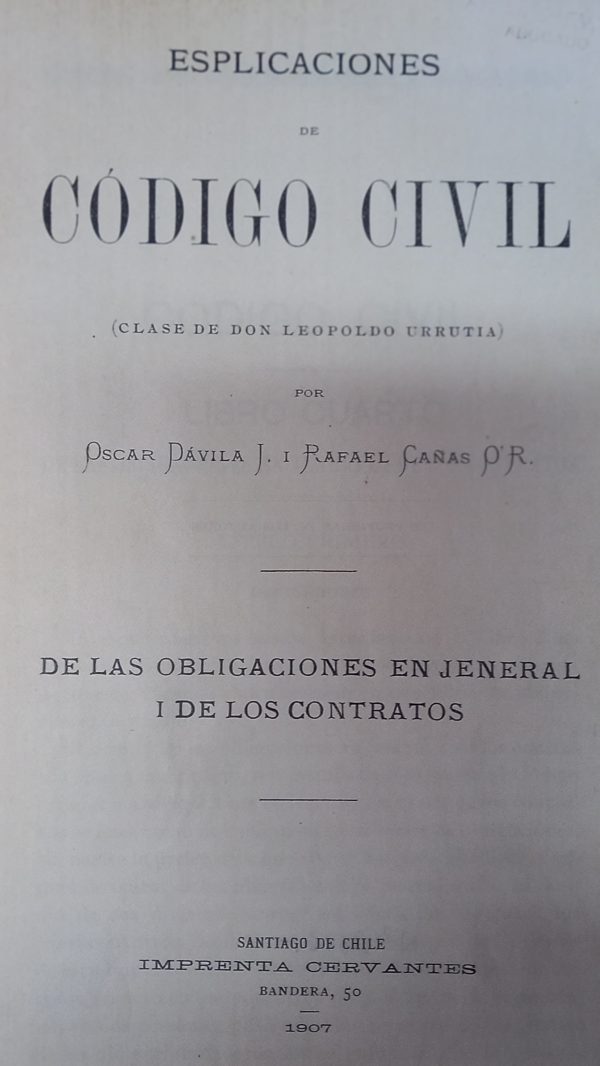 ESPLICACIONES
DE
CÓDIGO CIVIL
(CLASE DE DON LEOPOLDO URRUTIA)
POR
OSCAR DÁVILA J. I RAFAEL CAÑAS O'R.
DE LAS OBLIGACIONES EN JENERAL
I DE LOS CONTRATOS
SANTIAGO DE CHILE
IMPRENTA CERVANTES
BANDERA, 50
1907